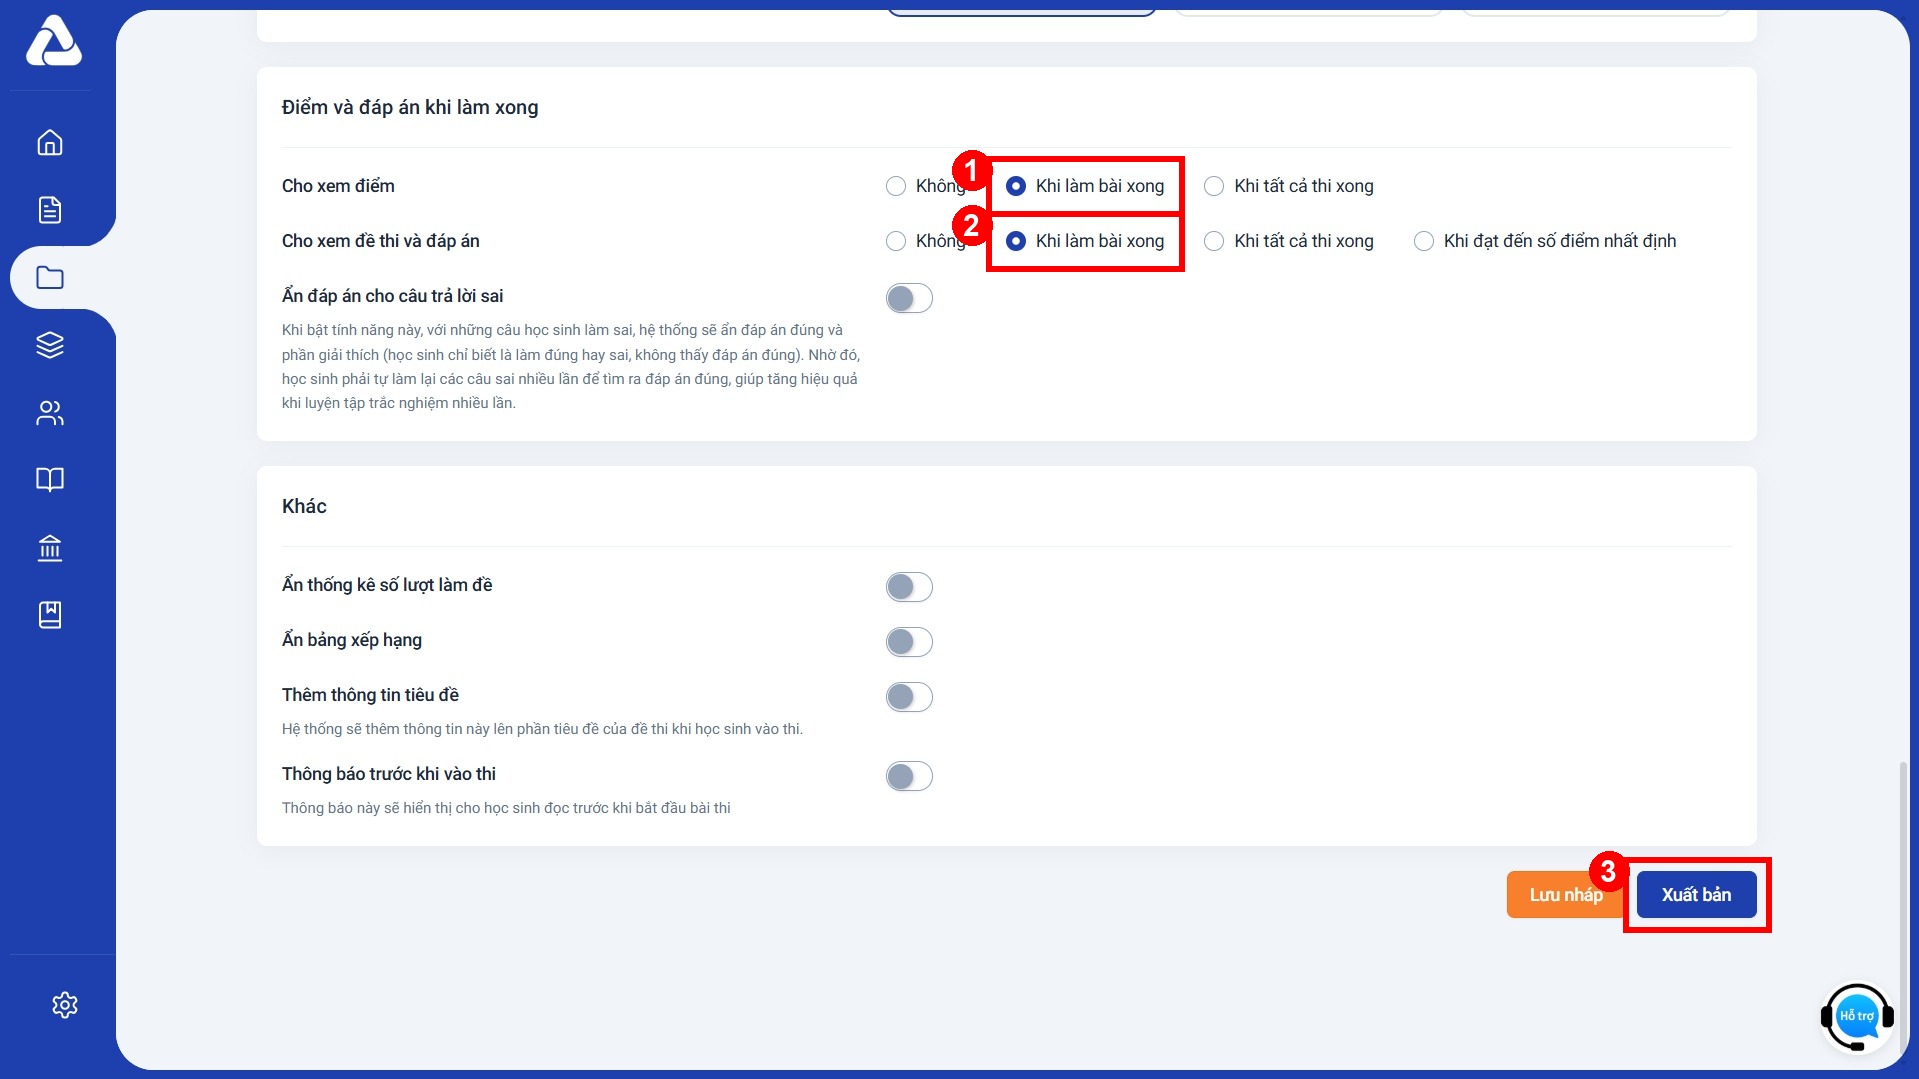 Điểm và đáp án khi làm xong
Cho xem điểm
Không
1
Khi làm bài xong
Khi tất cả thi xong
Cho xem đề thi và đáp án
Không
2
Khi làm bài xong
Khi tất cả thi xong
Khi đạt đến số điểm nhất định
Ẩn đáp án cho câu trả lời sai
Khi bật tính năng này, với những câu học sinh làm sai, hệ thống sẽ ẩn đáp án đúng và
phần giải thích (học sinh chỉ biết là làm đúng hay sai, không thấy đáp án đúng). Nhờ đó,
học sinh phải tự làm lại các câu sai nhiều lần để tìm ra đáp án đúng, giúp tăng hiệu quả
khi luyện tập trắc nghiệm nhiều lần.
Khác
Ẩn thống kê số lượt làm đề
Ẩn bảng xếp hạng
Thêm thông tin tiêu đề
Hệ thống sẽ thêm thông tin này lên phần tiêu đề của đề thi khi học sinh vào thi.
Thông báo trước khi vào thi
Thông báo này sẽ hiển thị cho học sinh đọc trước khi bắt đầu bài thi
Lưu nháp
3
Xuất bản
Hỗ trợ